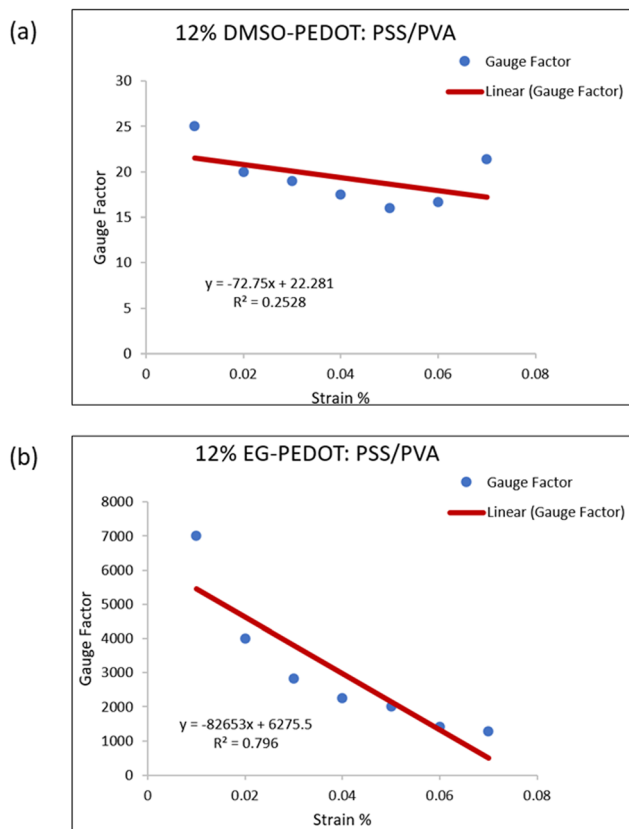 (a)
12% DMSO-PEDOT: PSS/PVA
Gauge Factor
Linear (Gauge Factor)
30
25
20
15
10
5
0
Gauge Factor
y = -72.75x + 22.281
R² = 0.2528
0 0.02 0.04 0.06 0.08
Strain %
(b)
12% EG-PEDOT: PSS/PVA
Gauge Factor
Linear (Gauge Factor)
8000
7000
6000
5000
4000
3000
2000
1000
0
Gauge Factor
y = -82653x + 6275.5
R² = 0.796
0 0.02 0.04 0.06 0.08
Strain %